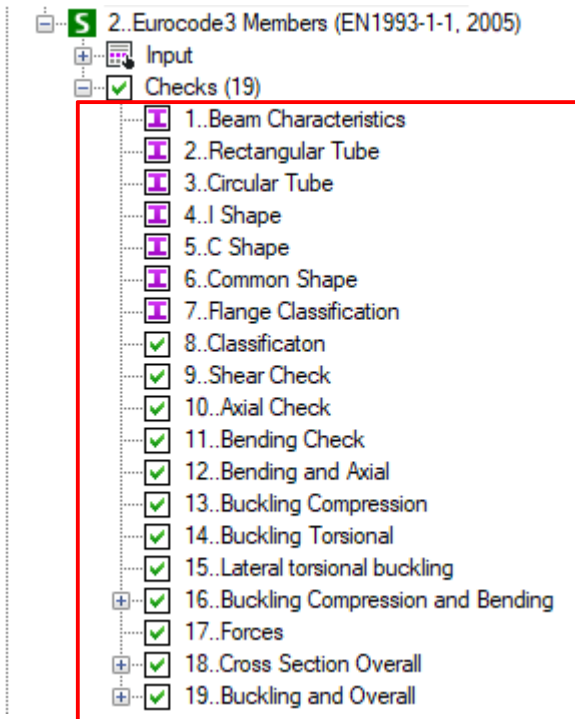 S 2..Eurocode3 Members (EN1993-1-1, 2005)
Input
Checks (19)
1..Beam Characteristics
2..Rectangular Tube
3..Circular Tube
4..I Shape
5..C Shape
6..Common Shape
7..Flange Classification
8..Classificaton
9..Shear Check
10..Axial Check
11..Bending Check
12..Bending and Axial
13..Buckling Compression
14..Buckling Torsional
15..Lateral torsional buckling
16..Buckling Compression and Bending
17..Forces
18..Cross Section Overall
19..Buckling and Overall